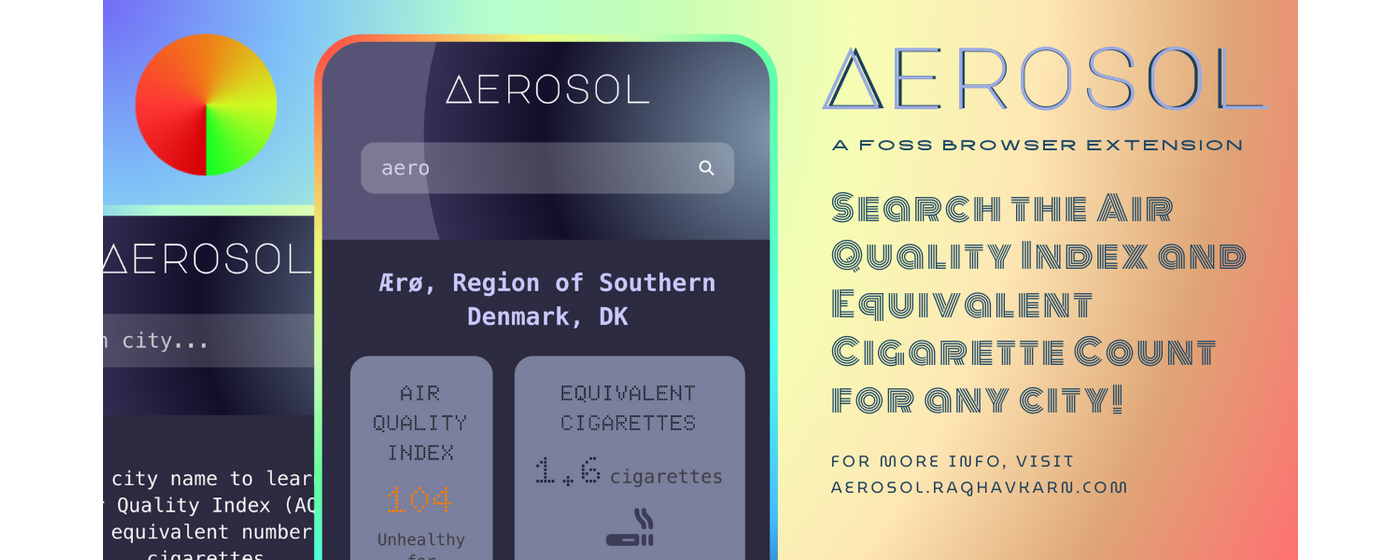 AEROSOL
n city...
city name to lear
r Quality Index (AQ
equivalent number
cigarettes
AEROSOL
aero
Ærø, Region of Southern
Denmark, DK
AIR
QUALITY
INDEX
104
Unhealthy
for
EQUIVALENT
CIGARETTES
1.6 cigarettes
AEROSOL
A FOSS BROWSER EXTENSION
Search the Air
Quality Index and
Equivalent
Cigarette Count
for any city!
FOR MORE INFO, VISIT
AEROSOL.RAGHAVKARN.COM